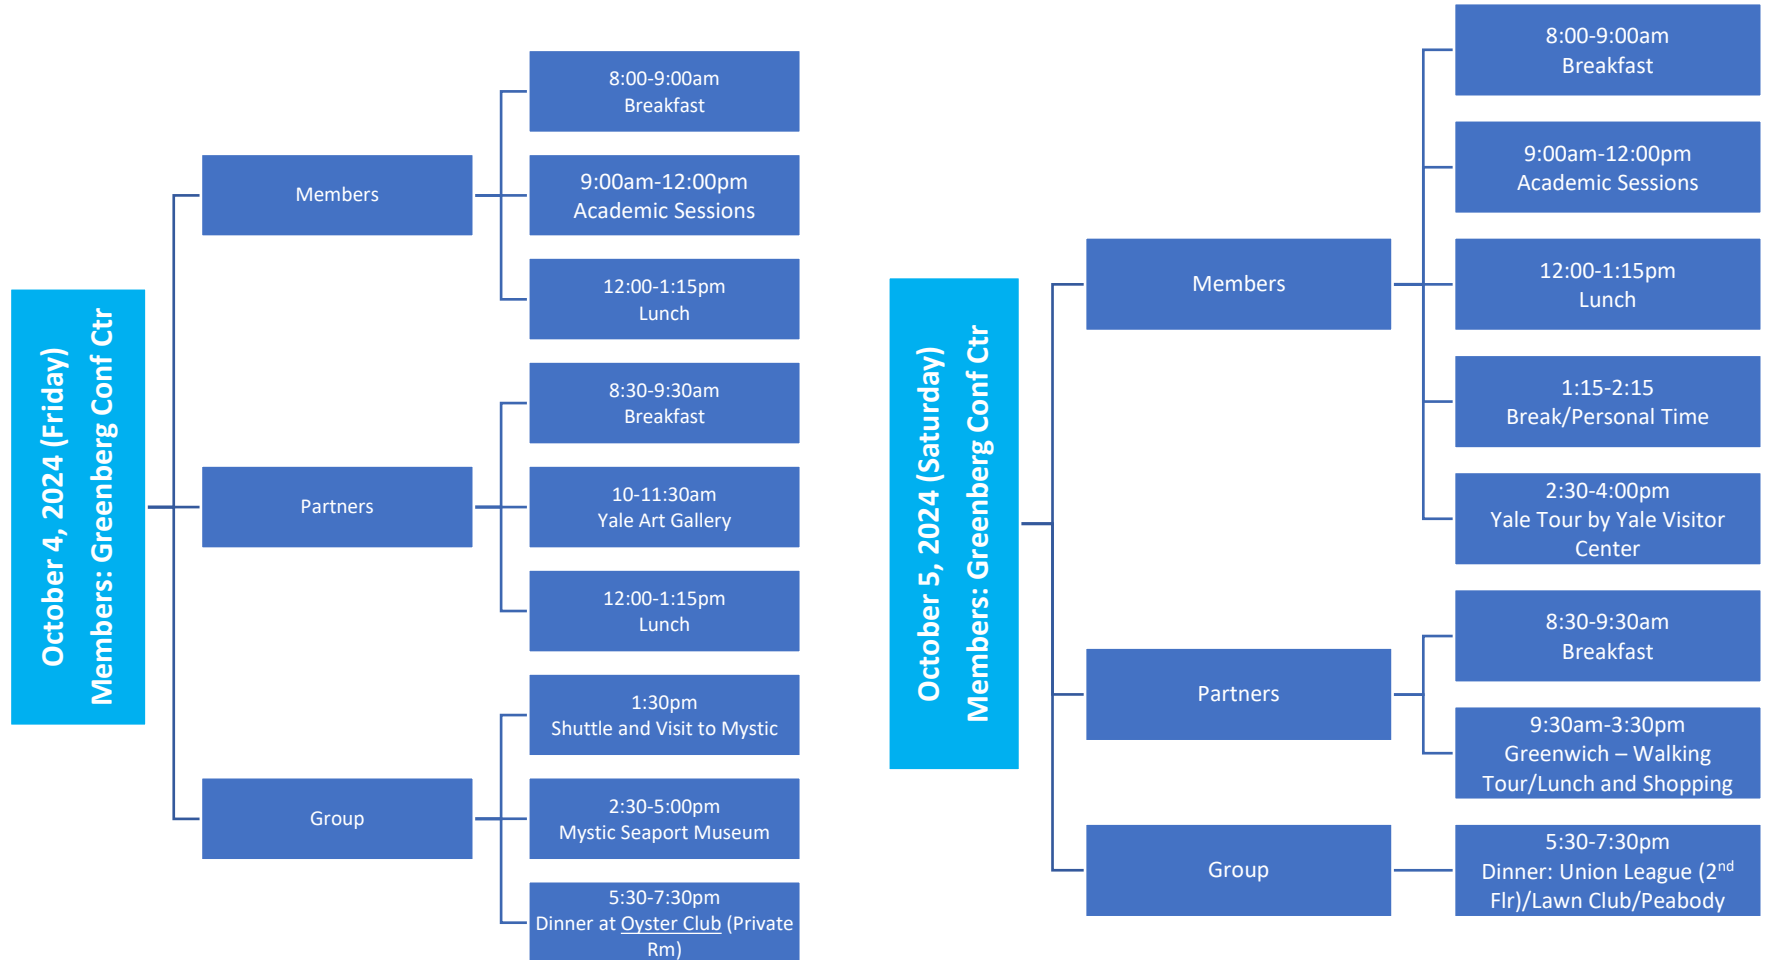 October 4, 2024 (Friday)
Members: Greenberg Conf Ctr
Members
8:00-9:00am
Breakfast
9:00am-12:00pm
Academic Sessions
12:00-1:15pm
Lunch
Partners
8:30-9:30am
Breakfast
10-11:30am
Yale Art Gallery
12:00-1:15pm
Lunch
Group
1:30pm
Shuttle and Visit to Mystic
2:30-5:00pm
Mystic Seaport Museum
5:30-7:30pm
Dinner at Oyster Club (Private
Rm)
October 5, 2024 (Saturday)
Members: Greenberg Conf Ctr
Members
8:00-9:00am
Breakfast
9:00am-12:00pm
Academic Sessions
12:00-1:15pm
Lunch
1:15-2:15
Break/Personal Time
2:30-4:00pm
Yale Tour by Yale Visitor
Center
Partners
8:30-9:30am
Breakfast
9:30am-3:30pm
Greenwich – Walking
Tour/Lunch and Shopping
Group
5:30-7:30pm
Dinner: Union League (2nd
Flr)/Lawn Club/Peabody